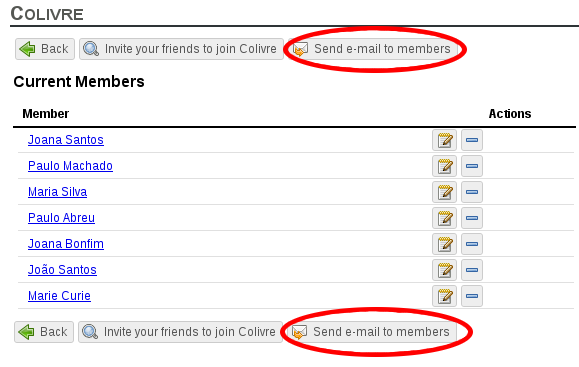 COLIVRE
Back Invite your friends to join Colivre Send e-mail to members
Current Members
Member Actions
Joana Santos
Paulo Machado
Maria Silva
Paulo Abreu
Joana Bonfim
João Santos
Marie Curie
Back Invite your friends to join Colivre Send e-mail to members